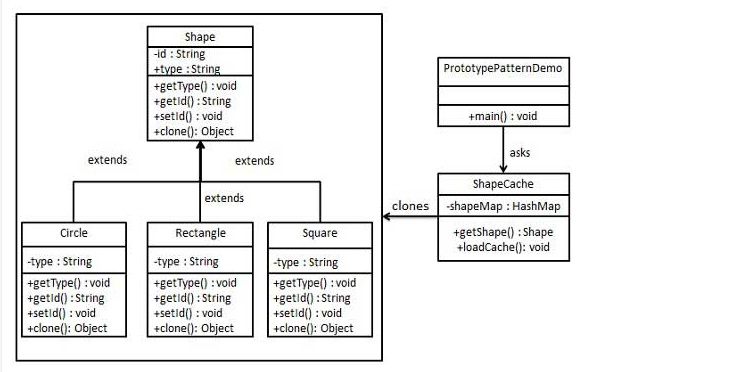 Shape
-id : String
+type : String
+getType() : void
+getId() : String
+setId() : void
+clone(): Object
extends
extends
extends
Circle
-type : String
+getType() : void
+getId() : String
+setId() : void
+clone(): Object
Rectangle
-type : String
+getType() : void
+getId() : String
+setId() : void
+clone(): Object
Square
-type : String
+getType() : void
+getId() : String
+setId() : void
+clone(): Object
clones
PrototypePatternDemo
+main() : void
asks
ShapeCache
-shapeMap : HashMap
+getShape() : Shape
+loadCache(): void